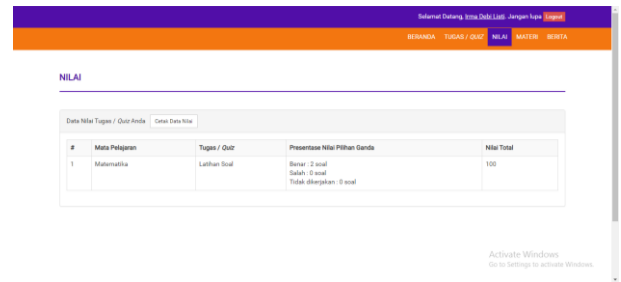 Selamat Datang, Irma Debi Listi. Jangan lupa Logout
BERANDA TUGAS / QUIZ NILAI MATERI BERITA
NILAI
Data Nilai Tugas / Quiz Anda Cetak Data Nilai
# Mata Pelajaran Tugas / Quiz Presentase Nilai Pilihan Ganda Nilai Total
1 Matematika Latihan Soal Benar : 2 soal 100
Salah : 0 soal
Tidak dikerjakan : 0 soal
Activate Windows
Go to Settings to activate Windows.